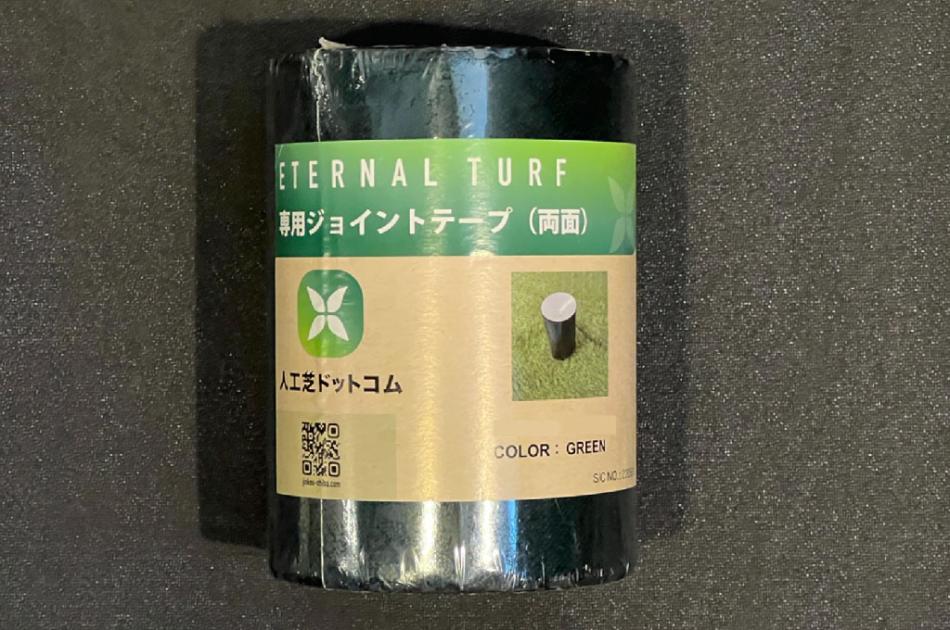 ETERNAL TURF
専用ジョイントテープ（両面）
人工芝ドットコム
COLOR : GREEN
S/C NO.: